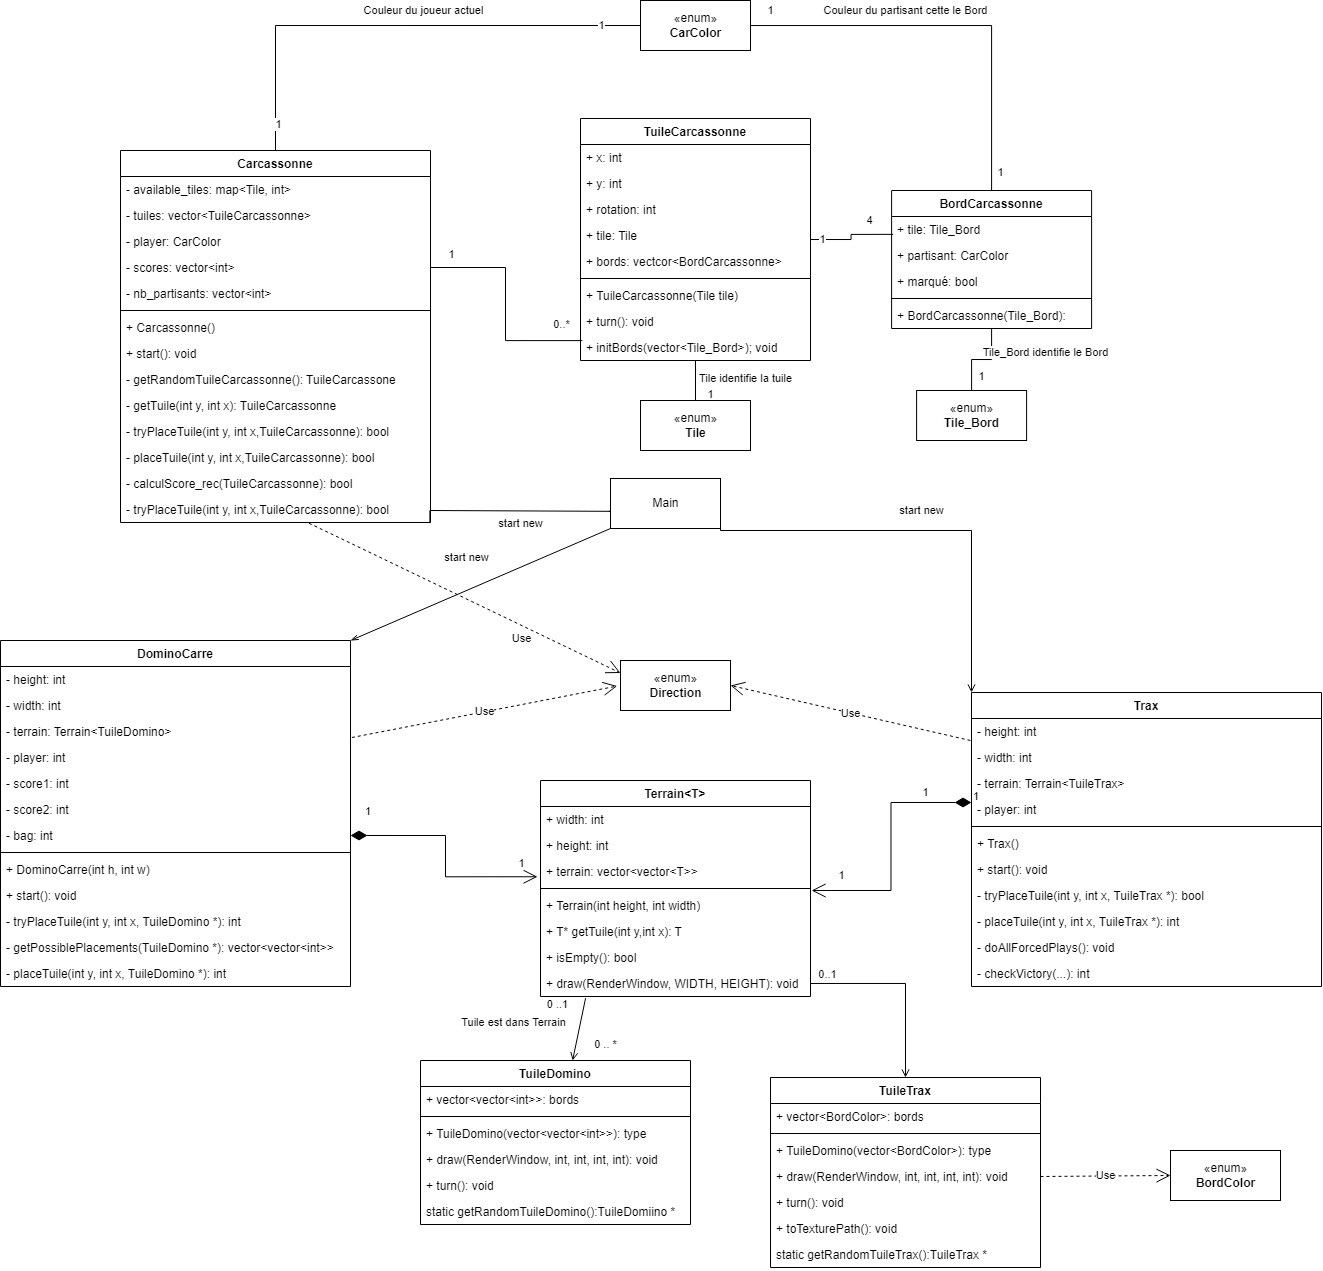 Couleur du joueur actuel
1
Couleur du partisant cette le Bord
«enum»
CarColor
1
1
1
Carcassonne
- available_tiles: map<Tile, int>
- tuiles: vector<TuileCarcassonne>
- player: CarColor
- scores: vector<int>
- nb_partisants: vector<int>
+ Carcassonne()
+ start(): void
- getRandomTuileCarcassonne(): TuileCarcassone
- getTuile(int y, int x): TuileCarcassonne
- tryPlaceTuile(int y, int x,TuileCarcassonne): bool
- placeTuile(int y, int x,TuileCarcassonne): bool
- calculScore_rec(TuileCarcassonne): bool
- tryPlaceTuile(int y, int x,TuileCarcassonne): bool
1
0..*
TuileCarcassonne
+ x: int
+ y: int
+ rotation: int
+ tile: Tile
+ bords: vectcor<BordCarcassonne>
+ TuileCarcassonne(Tile tile)
+ turn(): void
+ initBords(vector<Tile_Bord>); void
1
4
BordCarcassonne
+ tile: Tile_Bord
+ partisant: CarColor
+ marqué: bool
+ BordCarcassonne(Tile_Bord):
Tile_Bord identifie le Bord
1
«enum»
Tile_Bord
Tile identifie la tuile
1
«enum»
Tile
Main
start new
start new
start new
Use
DominoCarre
- height: int
- width: int
- terrain: Terrain<TuileDomino>
- player: int
- score1: int
- score2: int
- bag: int
+ DominoCarre(int h, int w)
+ start(): void
- tryPlaceTuile(int y, int x, TuileDomino *): int
- getPossiblePlacements(TuileDomino *): vector<vector<int>>
- placeTuile(int y, int x, TuileDomino *): int
«enum»
Direction
Use
Use
Trax
- height: int
- width: int
- terrain: Terrain<TuileTrax>
- player: int
+ Trax()
+ start(): void
- tryPlaceTuile(int y, int x, TuileTrax *): bool
- placeTuile(int y, int x, TuileTrax *): int
- doAllForcedPlays(): void
- checkVictory(...): int
1
1
1
1
1
Terrain<T>
+ width: int
+ height: int
+ terrain: vector<vector<T>>
+ Terrain(int height, int width)
+ T* getTuile(int y,int x): T
+ isEmpty(): bool
+ draw(RenderWindow, WIDTH, HEIGHT): void
0..1
0 ..1
Tuile est dans Terrain
0 .. *
TuileDomino
+ vector<vector<int>>: bords
+ TuileDomino(vector<vector<int>>): type
+ draw(RenderWindow, int, int, int, int): void
+ turn(): void
static getRandomTuileDomino():TuileDomiino *
TuileTrax
+ vector<BordColor>: bords
+ TuileDomino(vector<BordColor>): type
+ draw(RenderWindow, int, int, int, int): void
+ turn(): void
+ toTexturePath(): void
static getRandomTuileTrax():TuileTrax *
Use
«enum»
BordColor